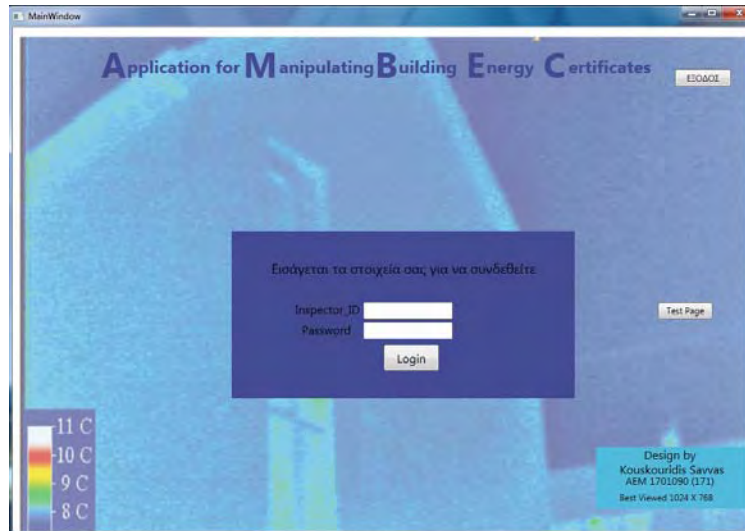 MainWindow
Application for Manipulating Building Energy Certificates
ΕΞΟΔΟΣ
Εισάγεται τα στοιχεία σας για να συνδεθείτε
Inspector_ID
Password
Test Page
Login
11 C
10 C
9 C
8 C
Design by
Kouskouridis Savvas
AEM 1701090 (171)
Best Viewed 1024 X 768